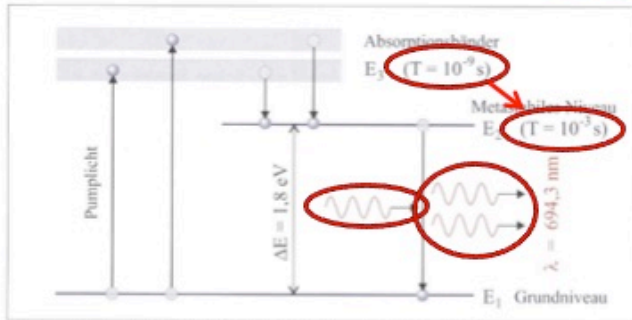 Absorptionsbänder
E₃ (T = 10⁻⁹ s)
Metastabiles Niveau
E₂ (T = 10⁻³ s)
Pumplicht
ΔE = 1,8 eV
λ = 694,3 nm
E₁ Grundniveau